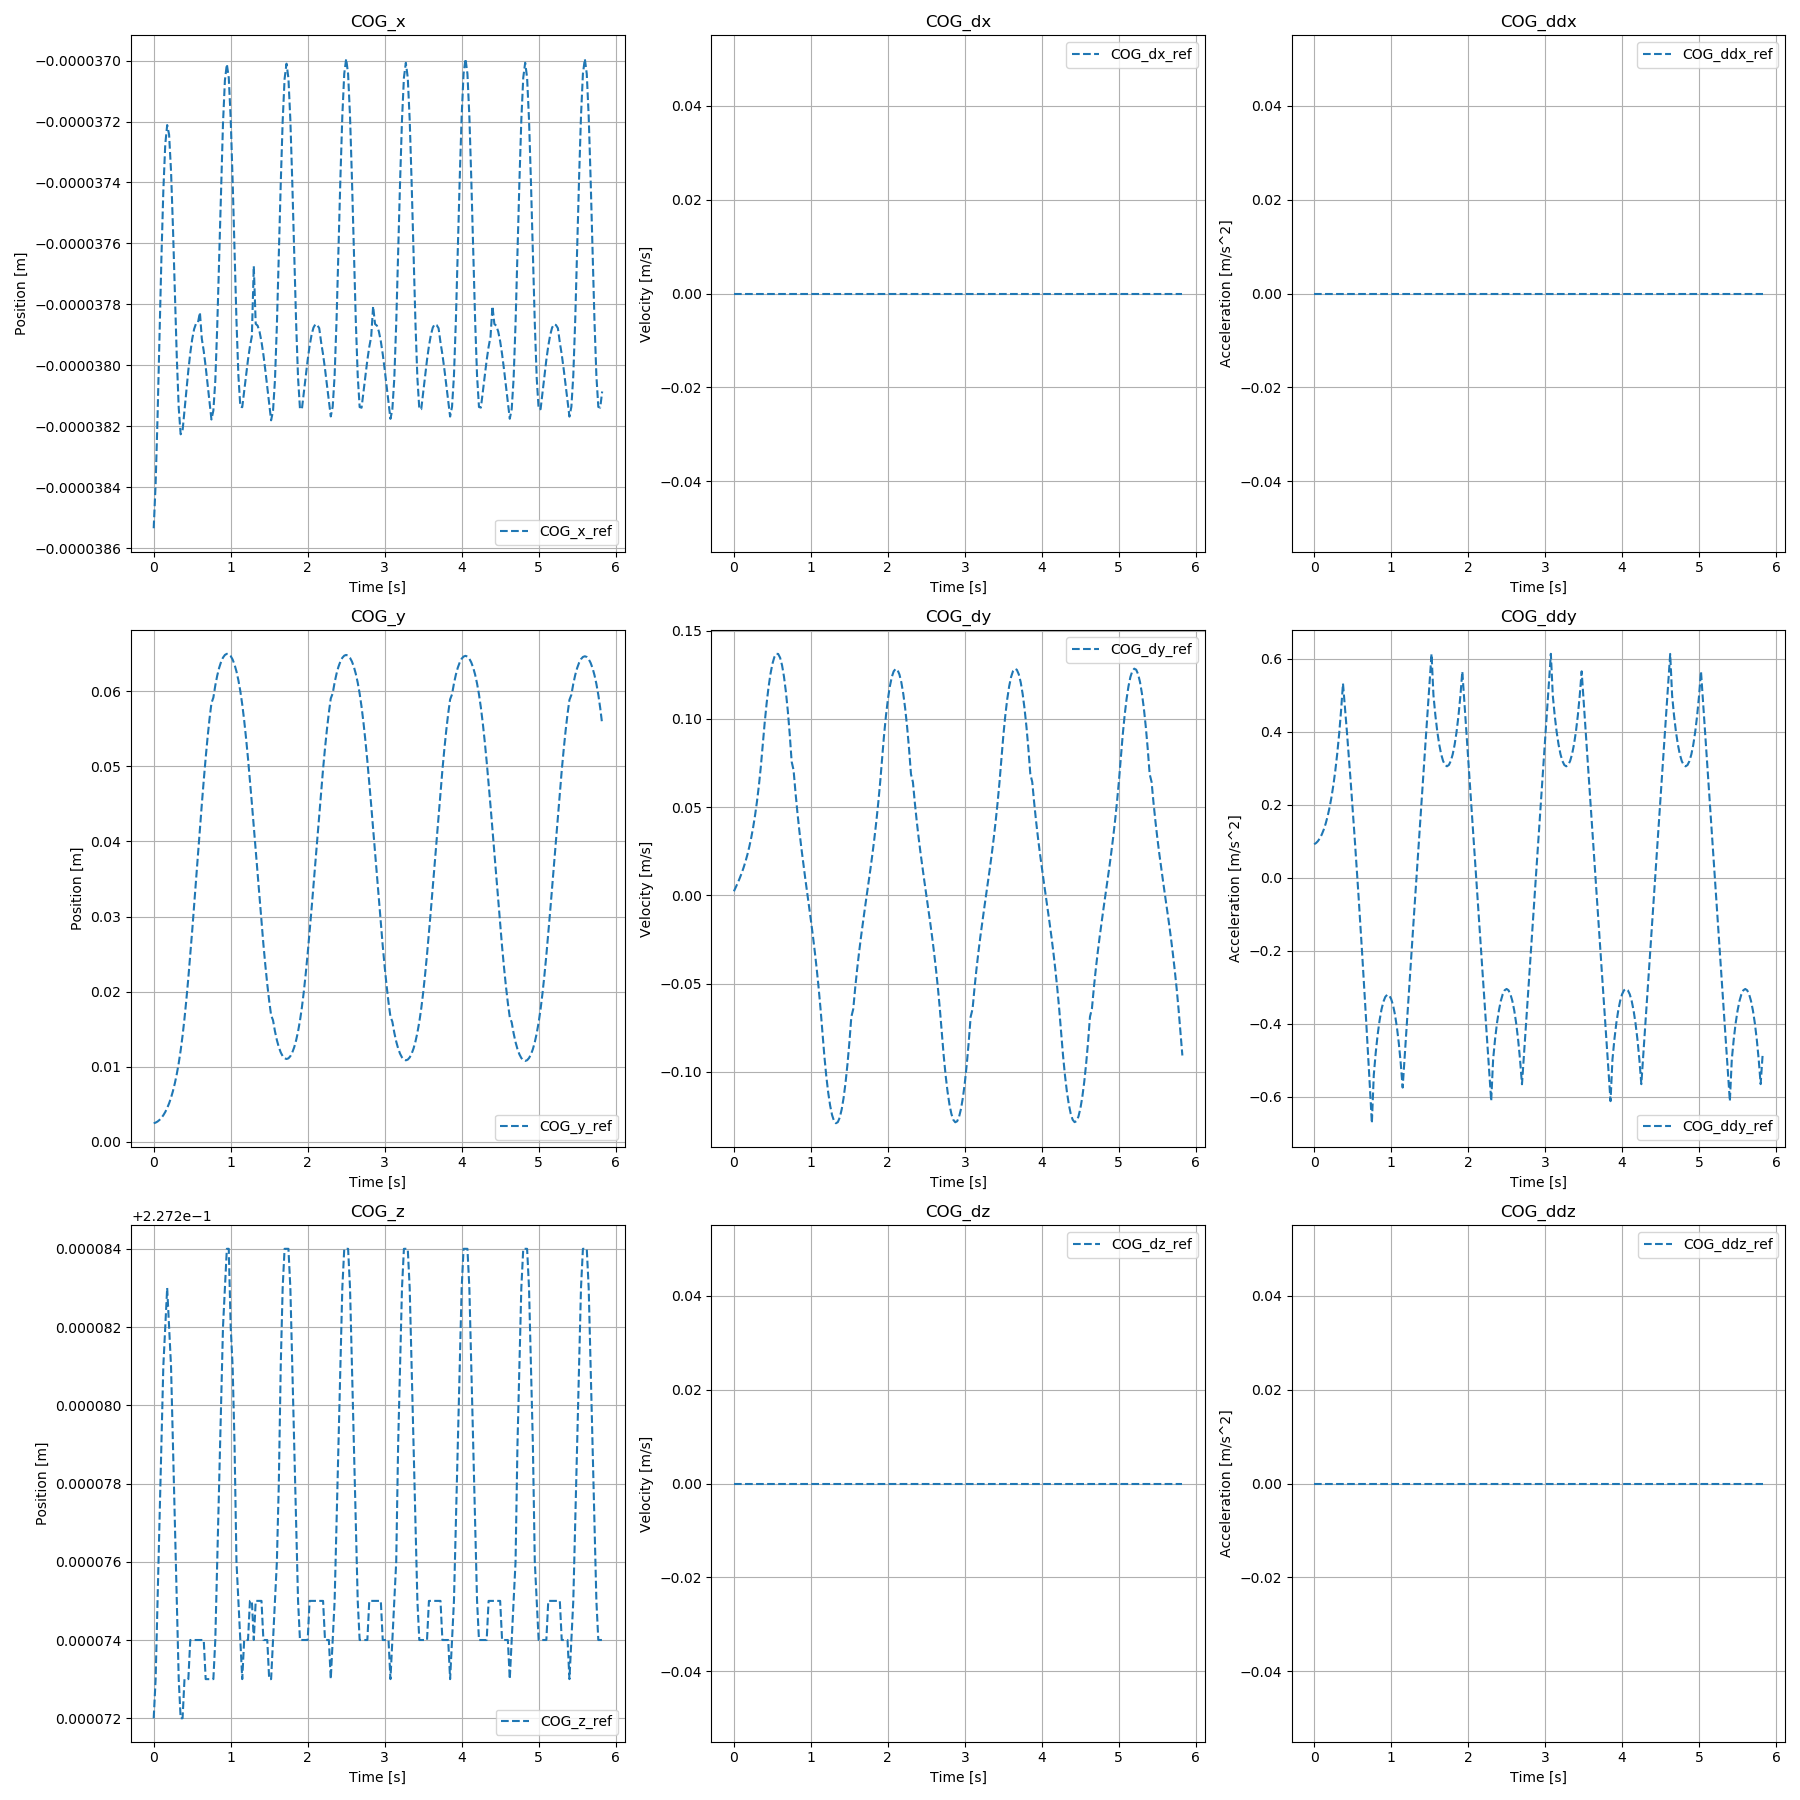 COG_x
−0.0000370
−0.0000372
−0.0000374
−0.0000376
−0.0000378
−0.0000380
−0.0000382
−0.0000384
−0.0000386
Position [m]
COG_x_ref
0 1 2 3 4 5 6
Time [s]
COG_dx
COG_dx_ref
0.04
0.02
0.00
−0.02
−0.04
Velocity [m/s]
0 1 2 3 4 5 6
Time [s]
COG_ddx
COG_ddx_ref
0.04
0.02
0.00
−0.02
−0.04
Acceleration [m/s^2]
0 1 2 3 4 5 6
Time [s]
COG_y
0.06
0.05
0.04
0.03
0.02
0.01
0.00
Position [m]
COG_y_ref
0 1 2 3 4 5 6
Time [s]
COG_dy
COG_dy_ref
0.15
0.10
0.05
0.00
−0.05
−0.10
Velocity [m/s]
0 1 2 3 4 5 6
Time [s]
COG_ddy
0.6
0.4
0.2
0.0
−0.2
−0.4
−0.6
Acceleration [m/s^2]
COG_ddy_ref
0 1 2 3 4 5 6
Time [s]
COG_z
+2.272e−1
0.000084
0.000082
0.000080
0.000078
0.000076
0.000074
0.000072
Position [m]
COG_z_ref
0 1 2 3 4 5 6
Time [s]
COG_dz
COG_dz_ref
0.04
0.02
0.00
−0.02
−0.04
Velocity [m/s]
0 1 2 3 4 5 6
Time [s]
COG_ddz
COG_ddz_ref
0.04
0.02
0.00
−0.02
−0.04
Acceleration [m/s^2]
0 1 2 3 4 5 6
Time [s]